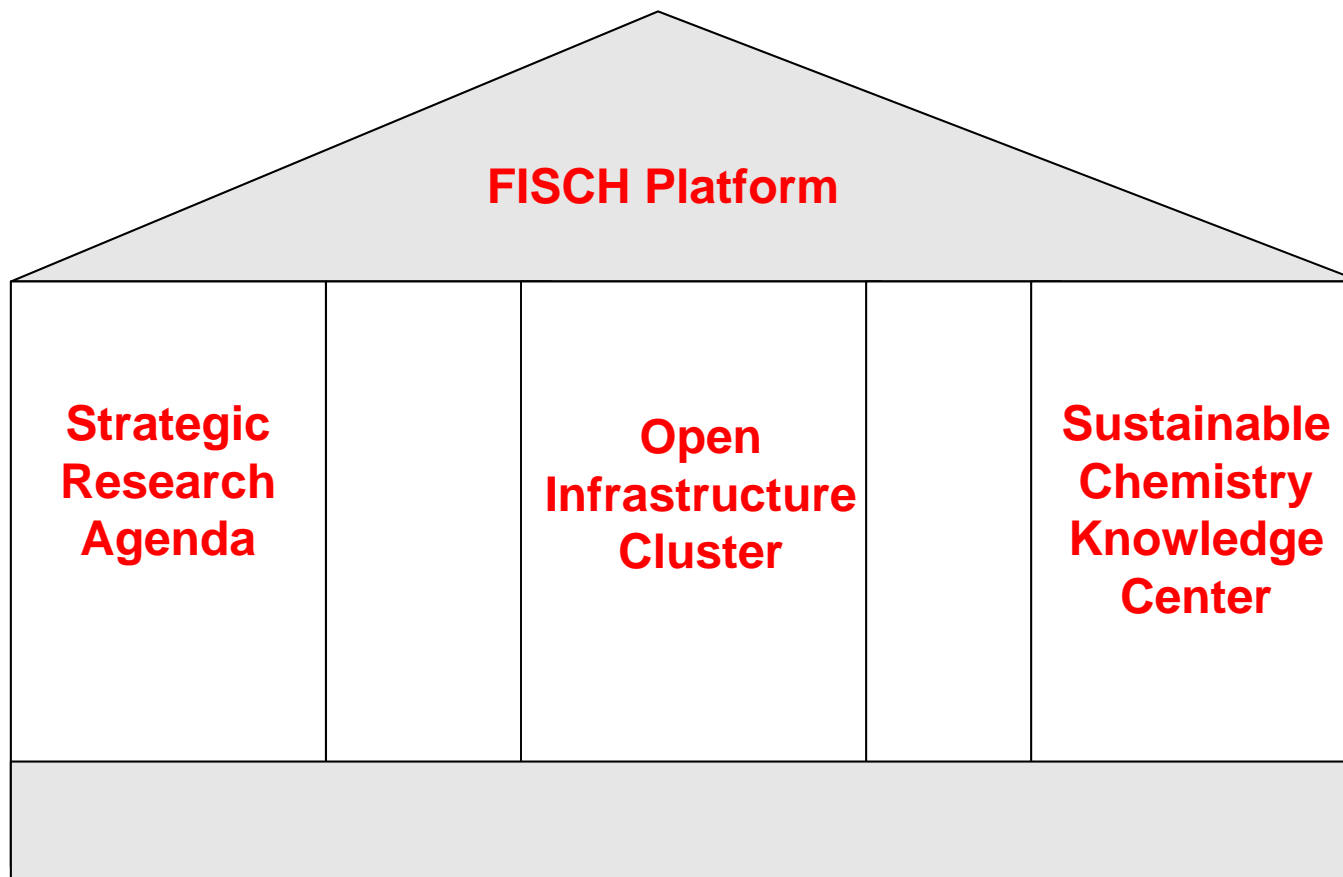 FISCH Platform
Strategic
Research
Agenda
Open
Infrastructure
Cluster
Sustainable
Chemistry
Knowledge
Center